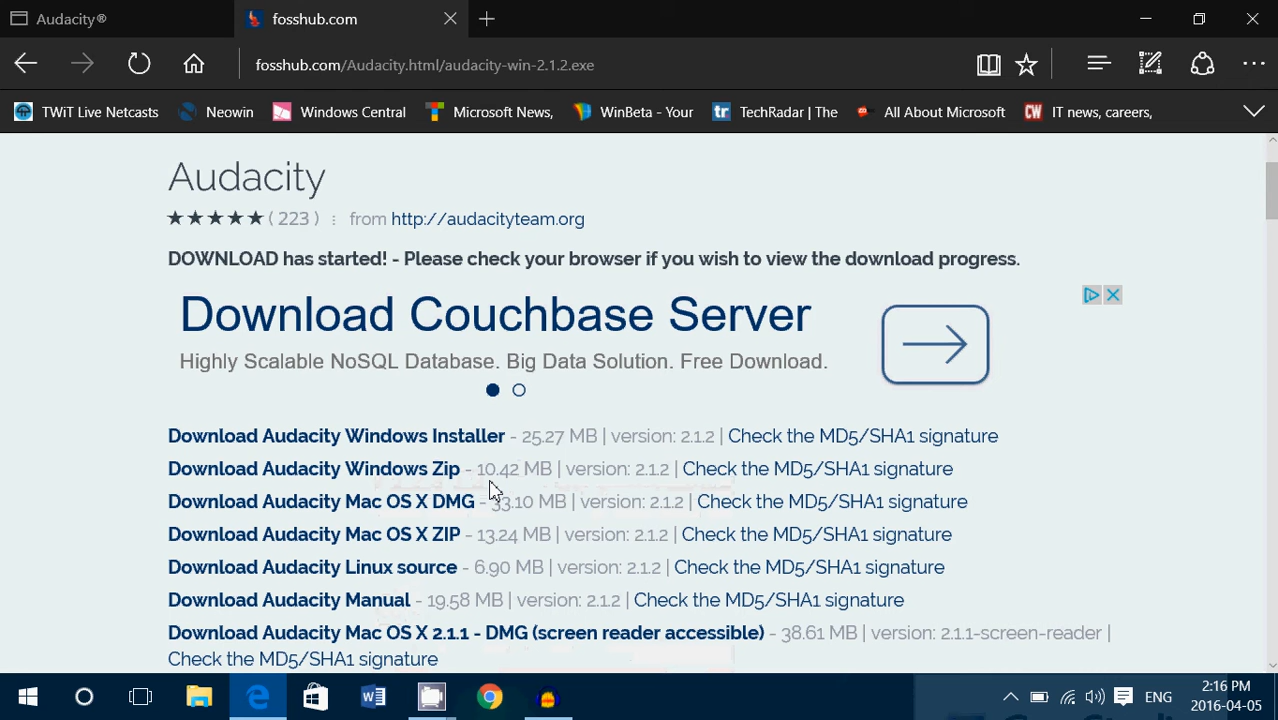 Audacity®
fosshub.com
fosshub.com/Audacity.html/audacity-win-2.1.2.exe
TWiT Live Netcasts Neowin Windows Central Microsoft News, WinBeta - Your TechRadar | The All About Microsoft CW IT news, careers,
Audacity
(223) from http://audacityteam.org
DOWNLOAD has started! - Please check your browser if you wish to view the download progress.
Download Couchbase Server
Highly Scalable NoSQL Database. Big Data Solution. Free Download.
Download Audacity Windows Installer - 25.27 MB | version: 2.1.2 | Check the MD5/SHA1 signature
Download Audacity Windows Zip - 10.42 MB | version: 2.1.2 | Check the MD5/SHA1 signature
Download Audacity Mac OS X DMG - 33.10 MB | version: 2.1.2 | Check the MD5/SHA1 signature
Download Audacity Mac OS X ZIP - 13.24 MB | version: 2.1.2 | Check the MD5/SHA1 signature
Download Audacity Linux source - 6.90 MB | version: 2.1.2 | Check the MD5/SHA1 signature
Download Audacity Manual - 19.58 MB | version: 2.1.2 | Check the MD5/SHA1 signature
Download Audacity Mac OS X 2.1.1 - DMG (screen reader accessible) - 38.61 MB | version: 2.1.1-screen-reader |
Check the MD5/SHA1 signature
ENG
2:16 PM
2016-04-05